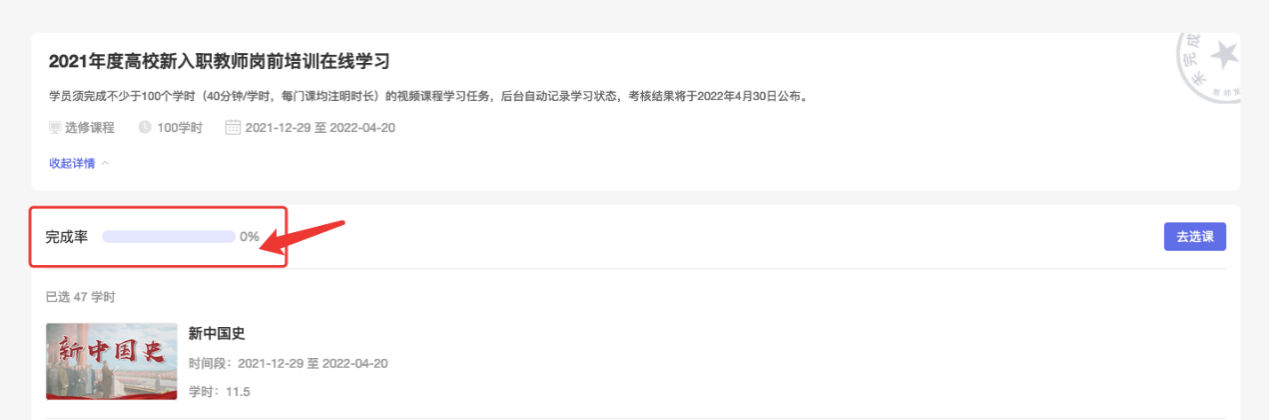 2021年度高校新入职教师岗前培训在线学习
学员须完成不少于100个学时（40分钟/学时，每门课均注明时长）的视频课程学习任务，后台自动记录学习状态，考核结果将于2022年4月30日公布。
未完成
选修课程 100学时 2021-12-29 至 2022-04-20
收起详情
完成率 0% 去选课
已选 47 学时
新中国史
新中国史
时间段：2021-12-29 至 2022-04-20
学时：11.5